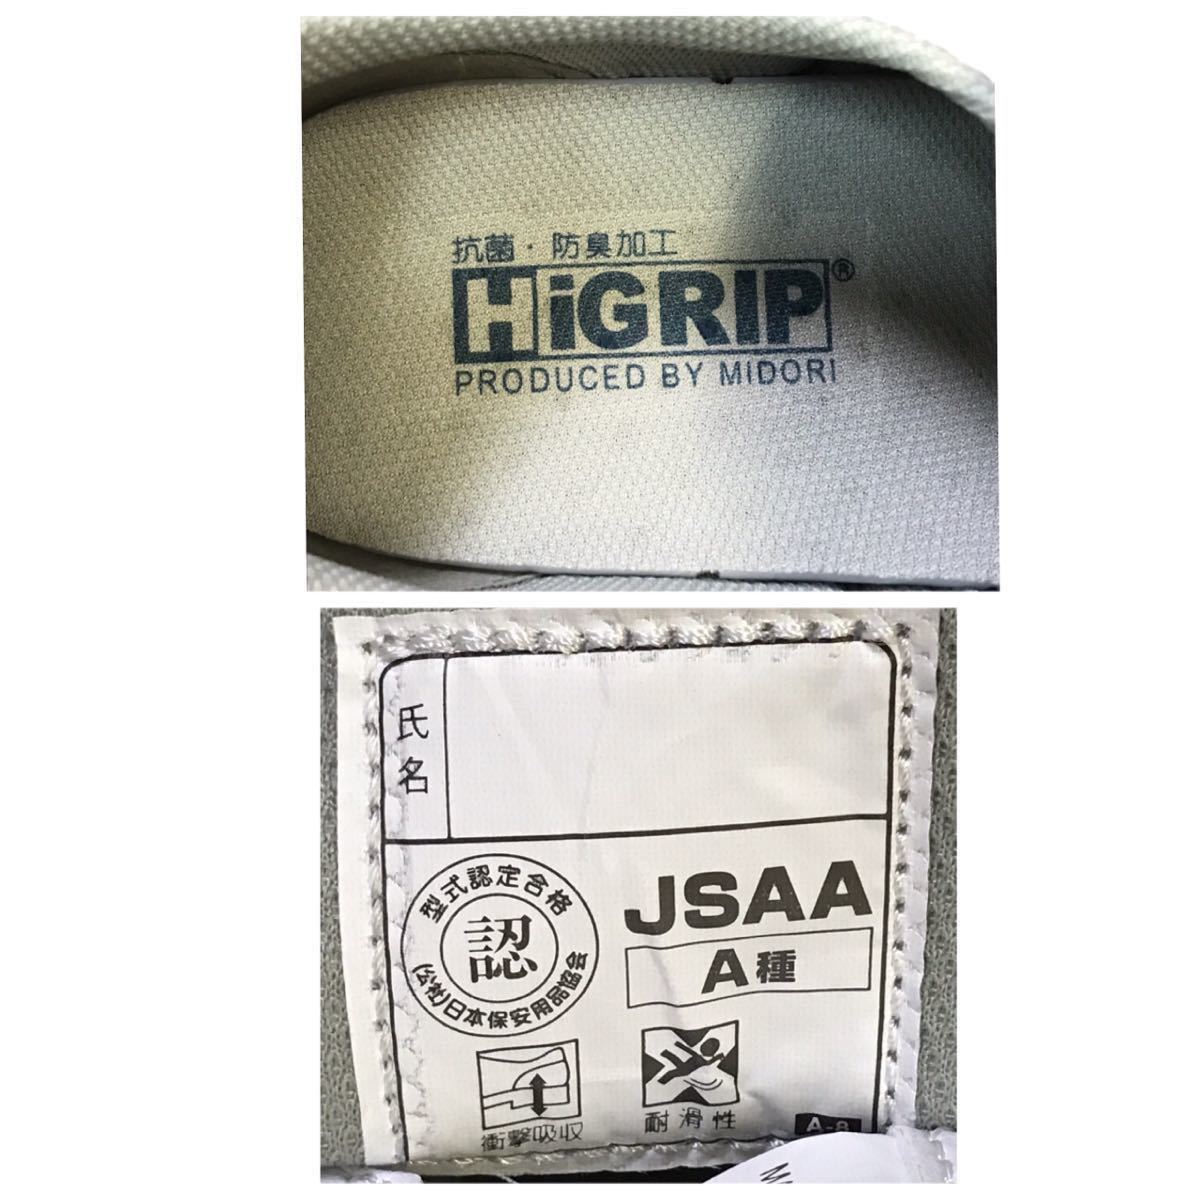 抗菌・防臭加工
HiGRIP®
PRODUCED BY MiDORI
氏名
型式認定合格
認
(公社)日本保安用品協会
JSAA
A種
衝撃吸収
耐滑性
A-8